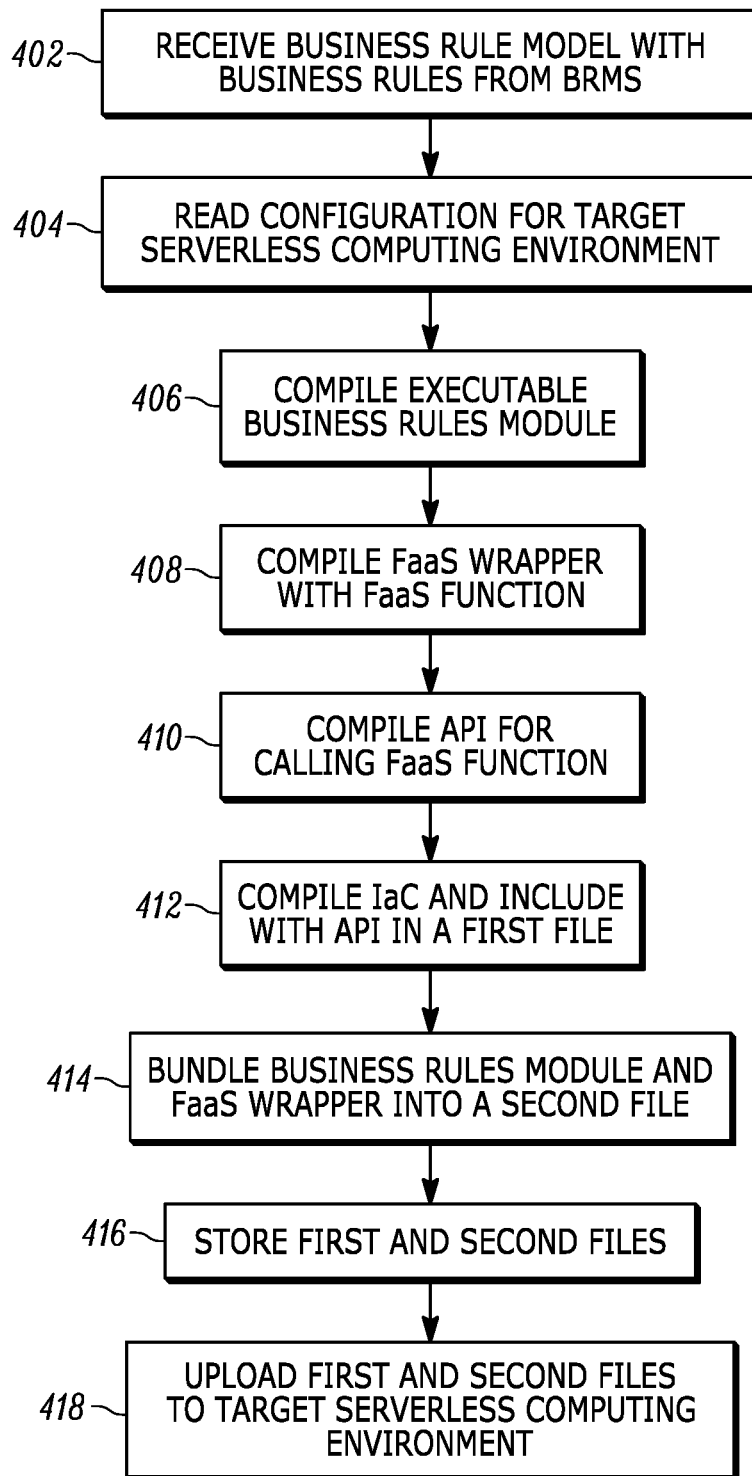 402
RECEIVE BUSINESS RULE MODEL WITH
BUSINESS RULES FROM BRMS
404
READ CONFIGURATION FOR TARGET
SERVERLESS COMPUTING ENVIRONMENT
406
COMPILE EXECUTABLE
BUSINESS RULES MODULE
408
COMPILE FaaS WRAPPER
WITH FaaS FUNCTION
410
COMPILE API FOR
CALLING FaaS FUNCTION
412
COMPILE IaC AND INCLUDE
WITH API IN A FIRST FILE
414
BUNDLE BUSINESS RULES MODULE AND
FaaS WRAPPER INTO A SECOND FILE
416
STORE FIRST AND SECOND FILES
418
UPLOAD FIRST AND SECOND FILES
TO TARGET SERVERLESS COMPUTING
ENVIRONMENT